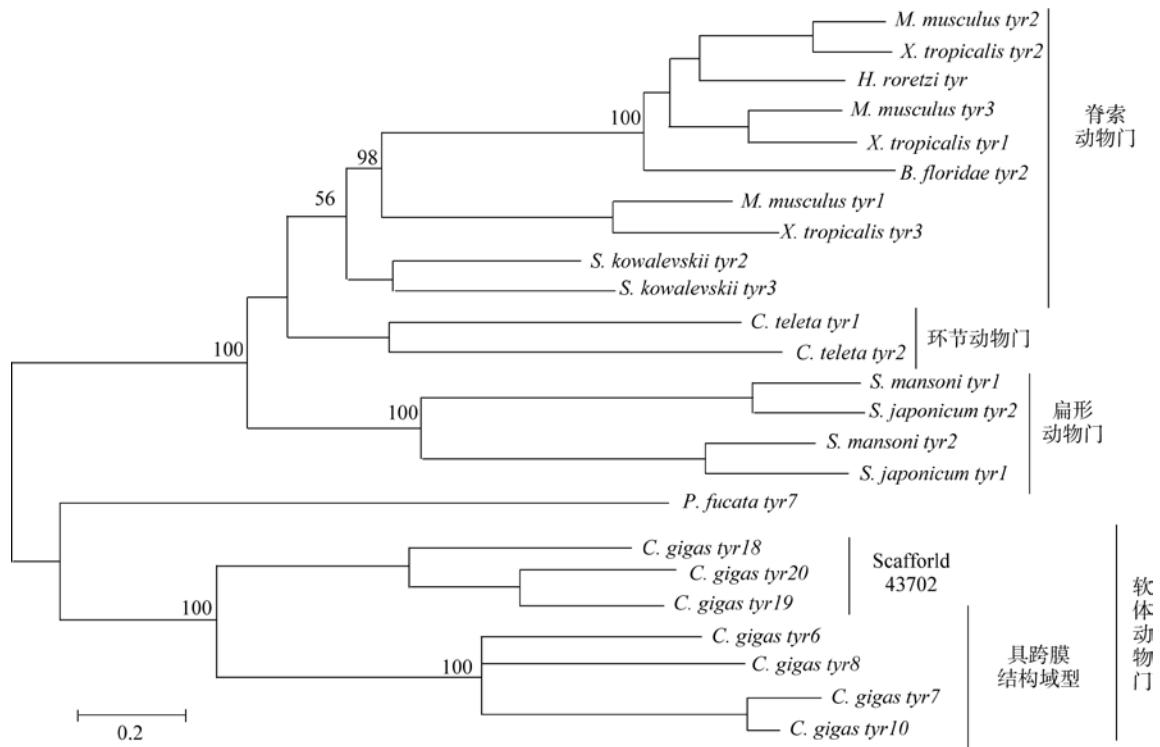 M. musculus tyr2
X. tropicalis tyr2
H. roretzi tyr
M. musculus tyr3
100
X. tropicalis tyr1
B. floridae tyr2
98
56
M. musculus tyr1
X. tropicalis tyr3
S. kowalevskii tyr2
S. kowalevskii tyr3
脊索
动物门
C. teleta tyr1
C. teleta tyr2
环节动物门
100
S. mansoni tyr1
100
S. japonicum tyr2
S. mansoni tyr2
S. japonicum tyr1
扁形
动物门
P. fucata tyr7
C. gigas tyr18
C. gigas tyr20
C. gigas tyr19
Scafforld
43702
100
C. gigas tyr6
100
C. gigas tyr8
C. gigas tyr7
C. gigas tyr10
具跨膜
结构域型
软
体
动
物
门
0.2